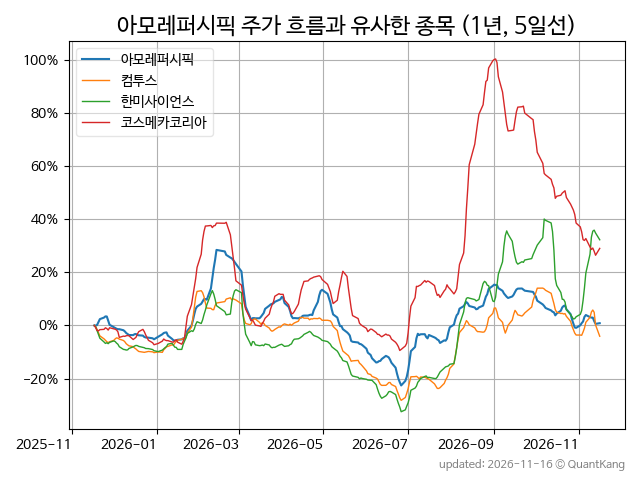 아모레퍼시픽 주가 흐름과 유사한 종목 (1년, 5일선)
아모레퍼시픽
컴투스
한미사이언스
코스메카코리아
100%
80%
60%
40%
20%
0%
−20%
2025-11 2026-01 2026-03 2026-05 2026-07 2026-09 2026-11
updated: 2026-11-16 © QuantKang